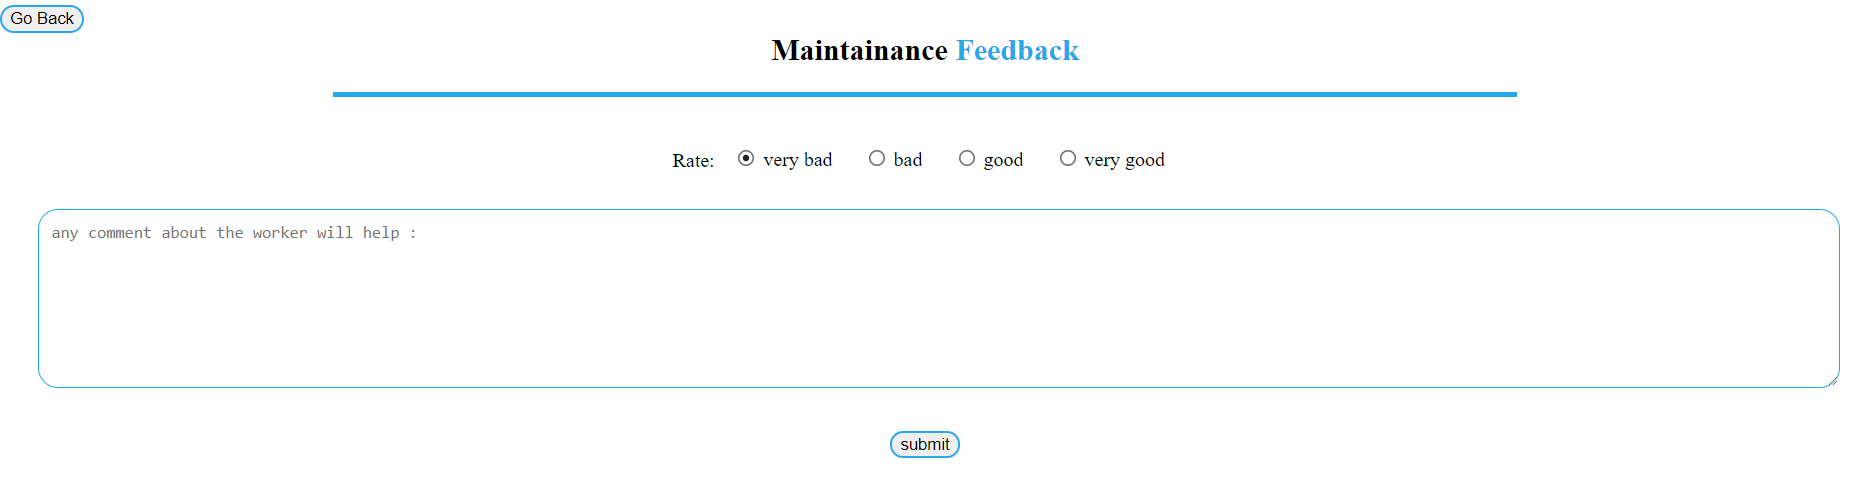 Go Back
Maintainance Feedback
Rate: very bad bad good very good
any comment about the worker will help :
submit